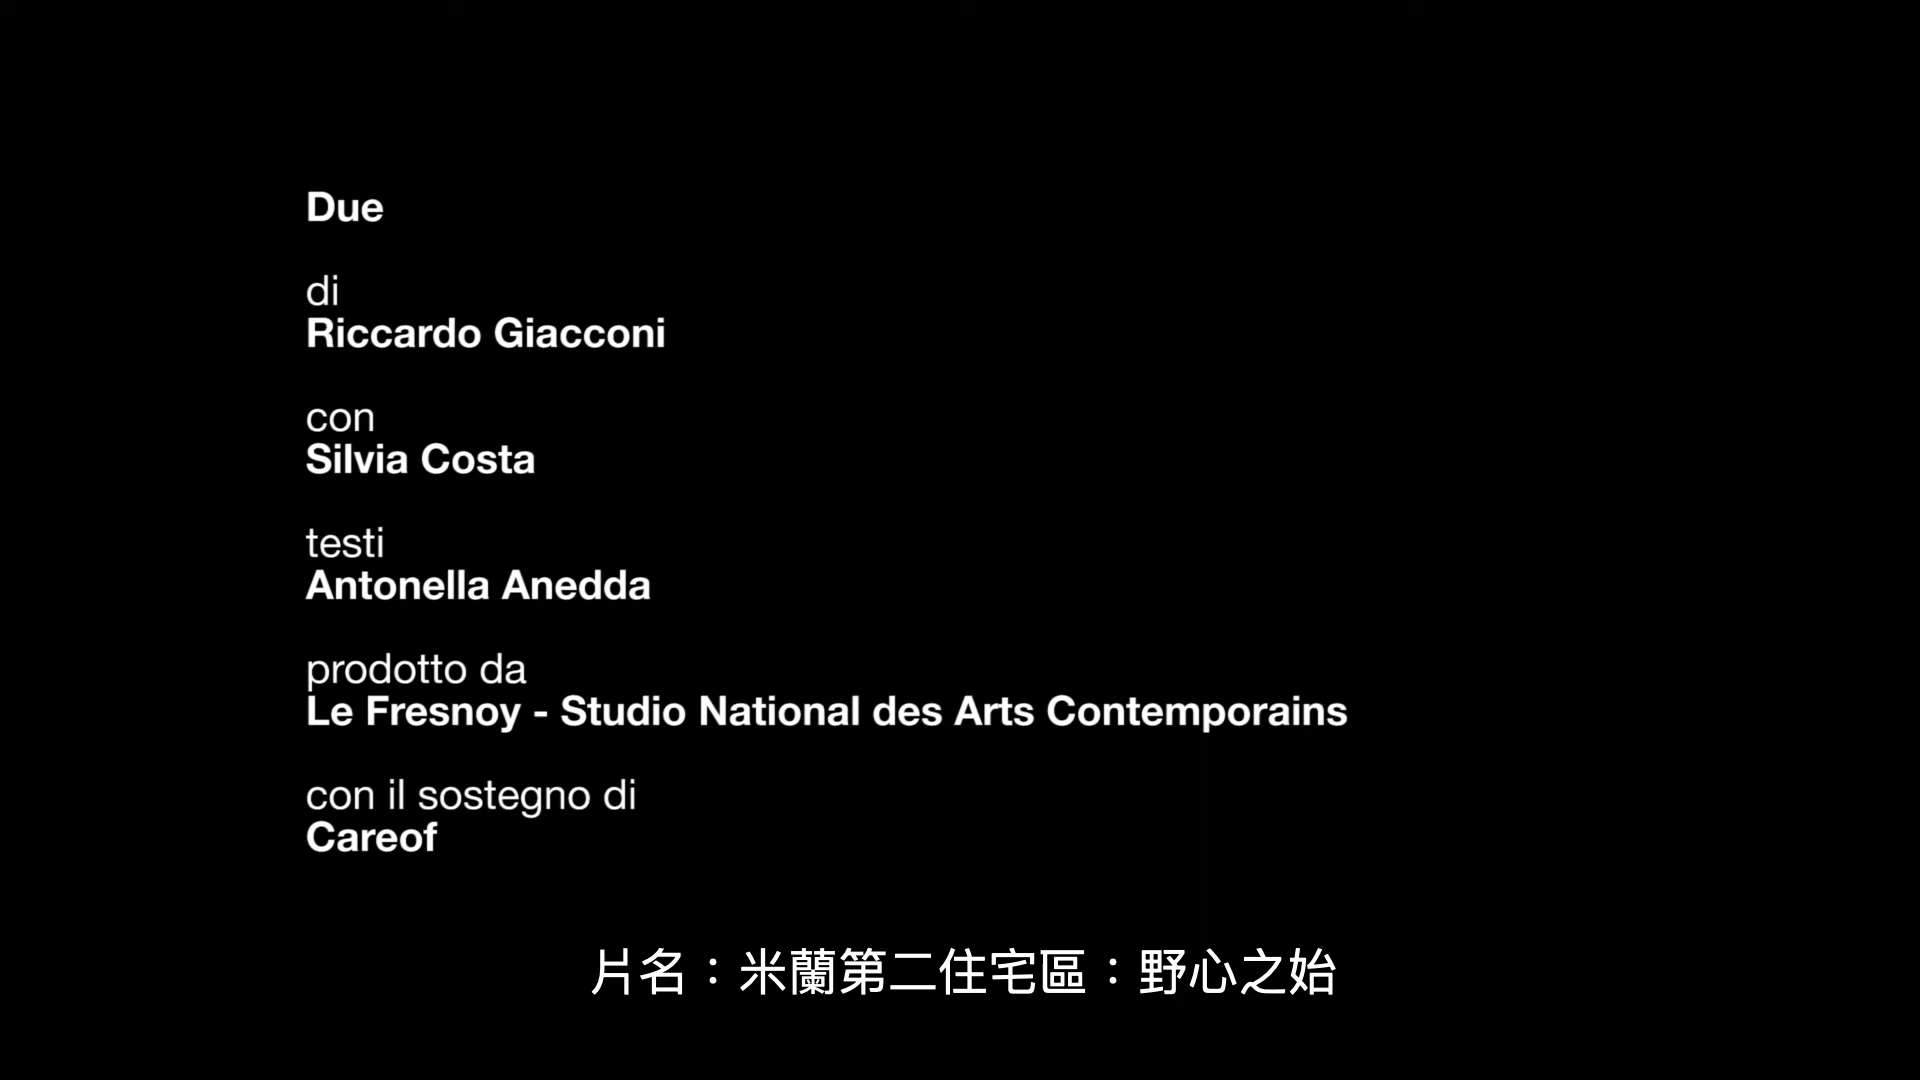 Due
di
Riccardo Giacconi
con
Silvia Costa
testi
Antonella Anedda
prodotto da
Le Fresnoy - Studio National des Arts Contemporains
con il sostegno di
Careof
片名：米蘭第二住宅區：野心之始